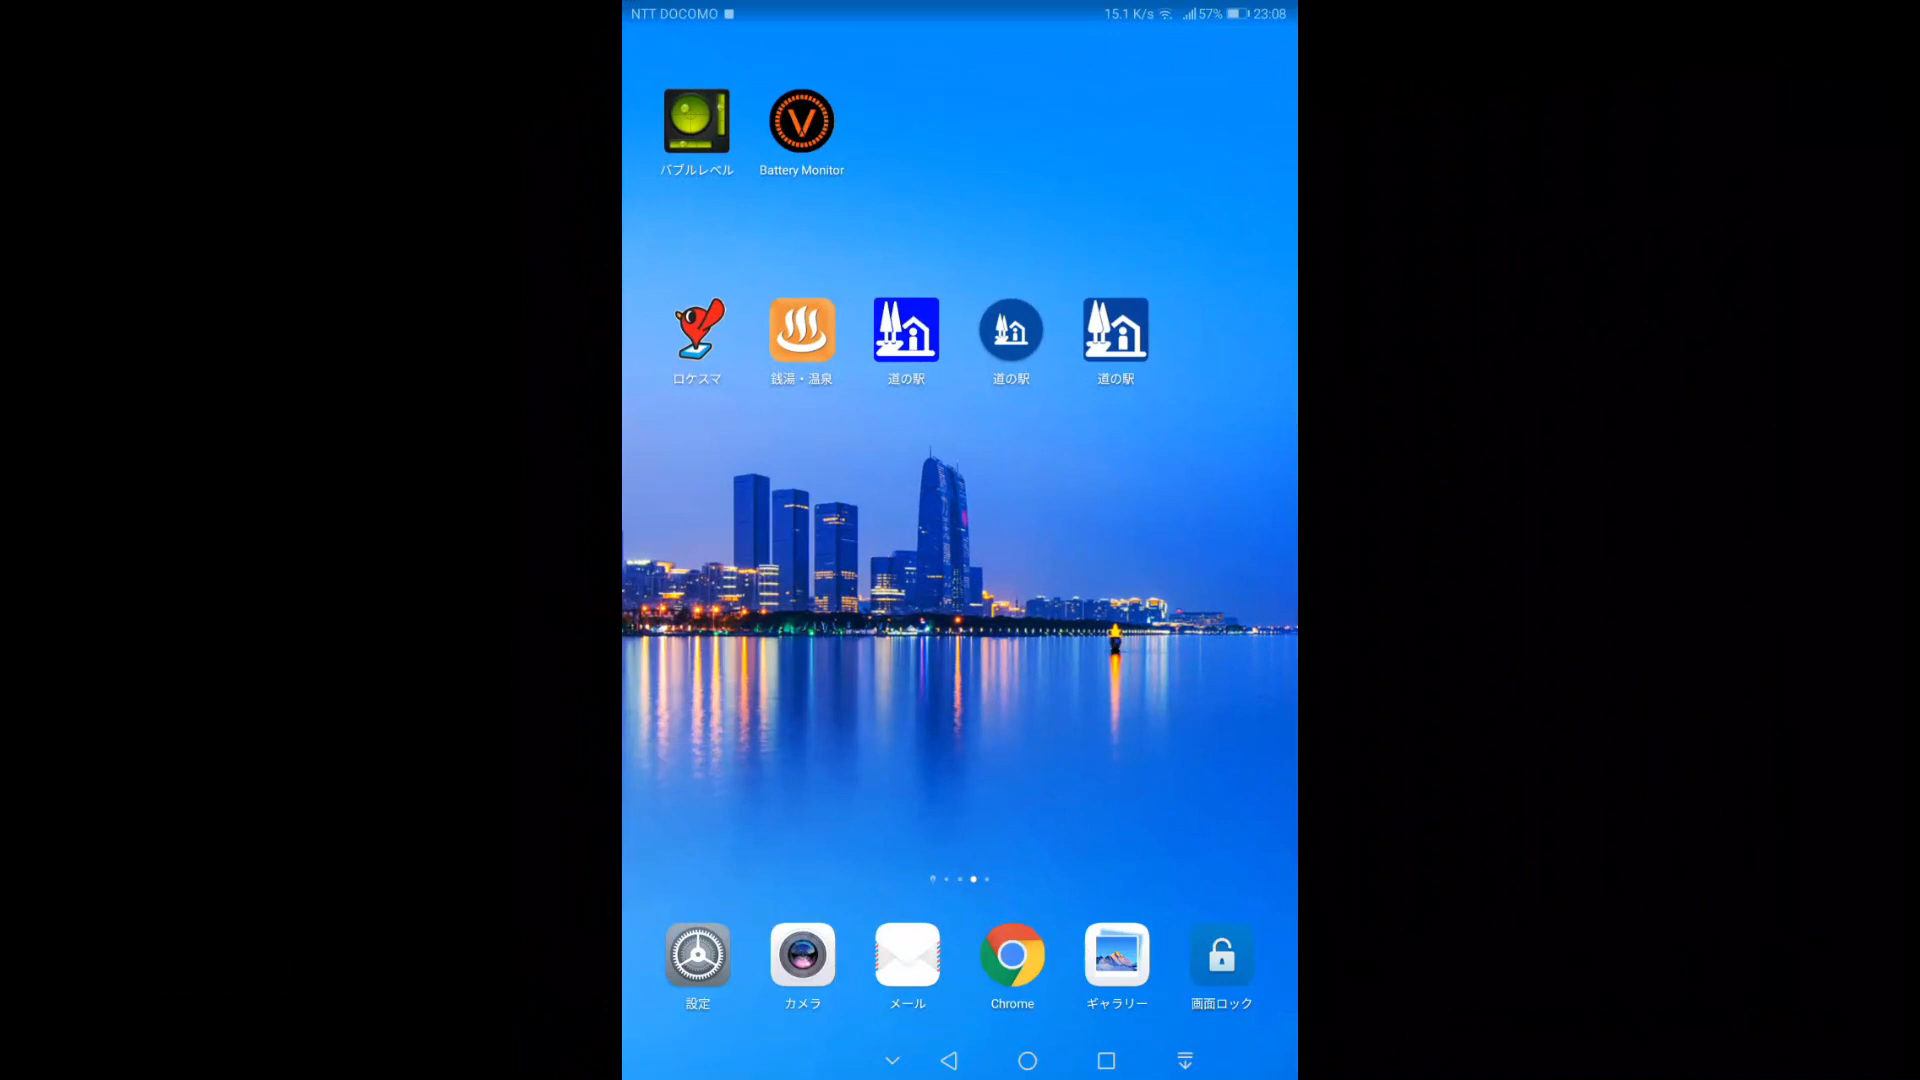 NTT DOCOMO
15.1 K/s 57% 23:08
バブルレベル Battery Monitor
ロケスマ 銭湯・温泉 道の駅 道の駅 道の駅
設定 カメラ メール Chrome ギャラリー 画面ロック